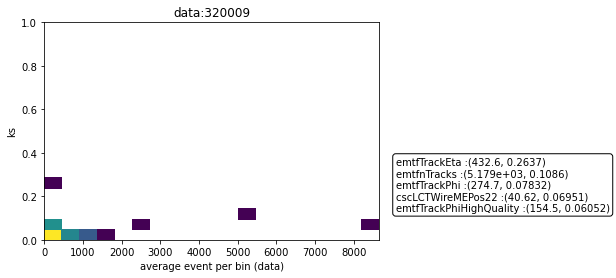 data:320009
1.0
0.8
0.6
0.4
0.2
0.0
ks
0 1000 2000 3000 4000 5000 6000 7000 8000
average event per bin (data)
emtfTrackEta :(432.6, 0.2637)
emtfnTracks :(5.179e+03, 0.1086)
emtfTrackPhi :(274.7, 0.07832)
cscLCTWireMEPos22 :(40.62, 0.06951)
emtfTrackPhiHighQuality :(154.5, 0.06052)